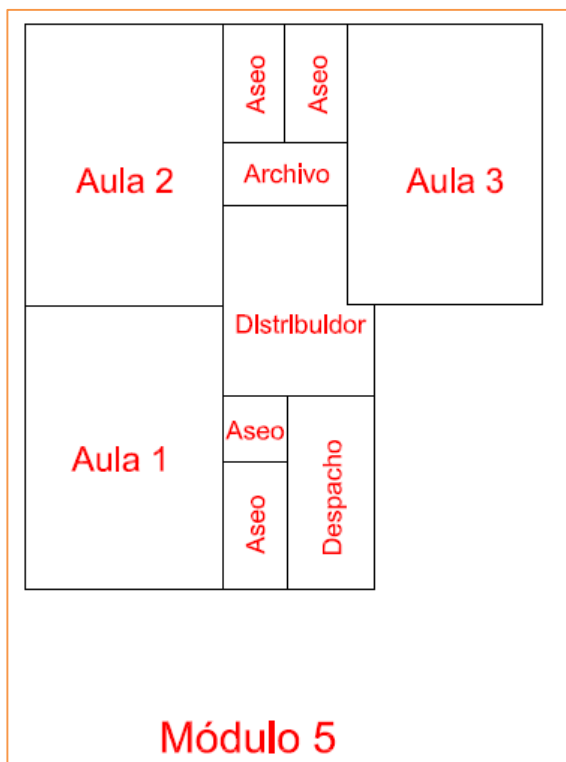 Aseo
Aseo
Aula 2
Archivo
Aula 3
Distribuidor
Aseo
Aula 1
Aseo
Despacho
Módulo 5